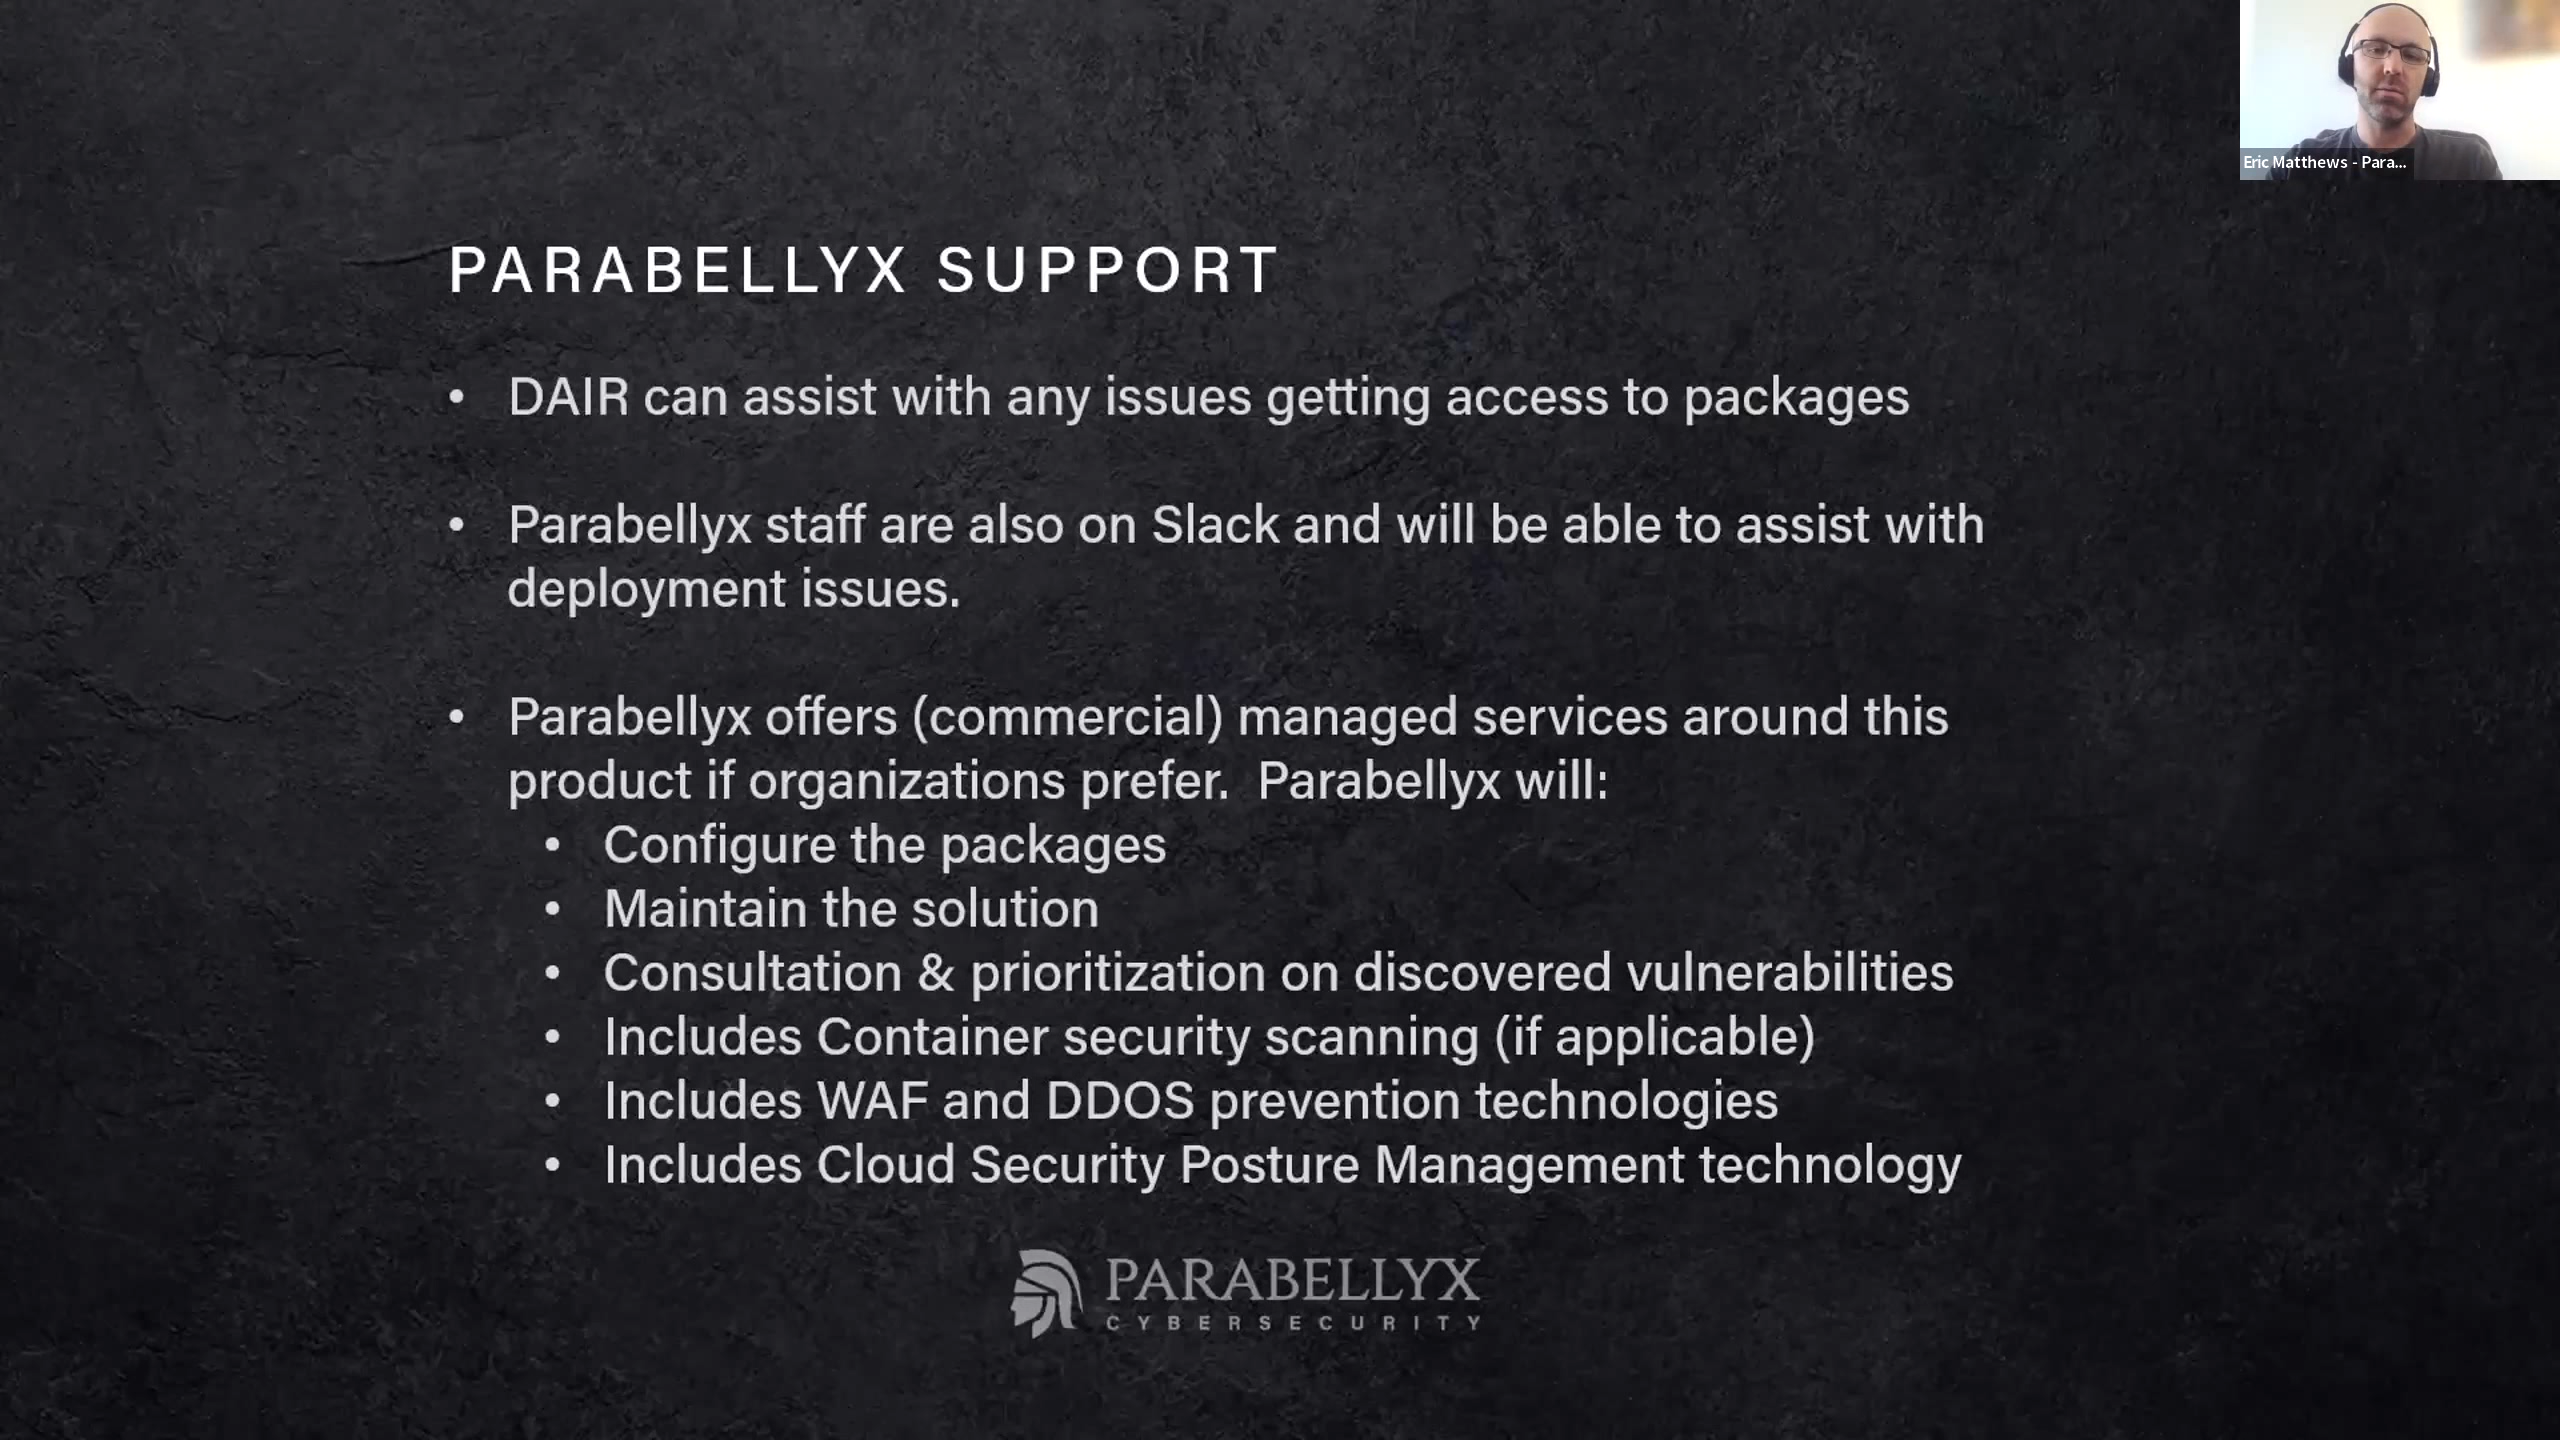 Eric Matthews - Para...
PARABELLYX SUPPORT
• DAIR can assist with any issues getting access to packages
• Parabellyx staff are also on Slack and will be able to assist with
deployment issues.
• Parabellyx offers (commercial) managed services around this
product if organizations prefer.  Parabellyx will:
• Configure the packages
• Maintain the solution
• Consultation & prioritization on discovered vulnerabilities
• Includes Container security scanning (if applicable)
• Includes WAF and DDOS prevention technologies
• Includes Cloud Security Posture Management technology
PARABELLYX
CYBERSECURITY